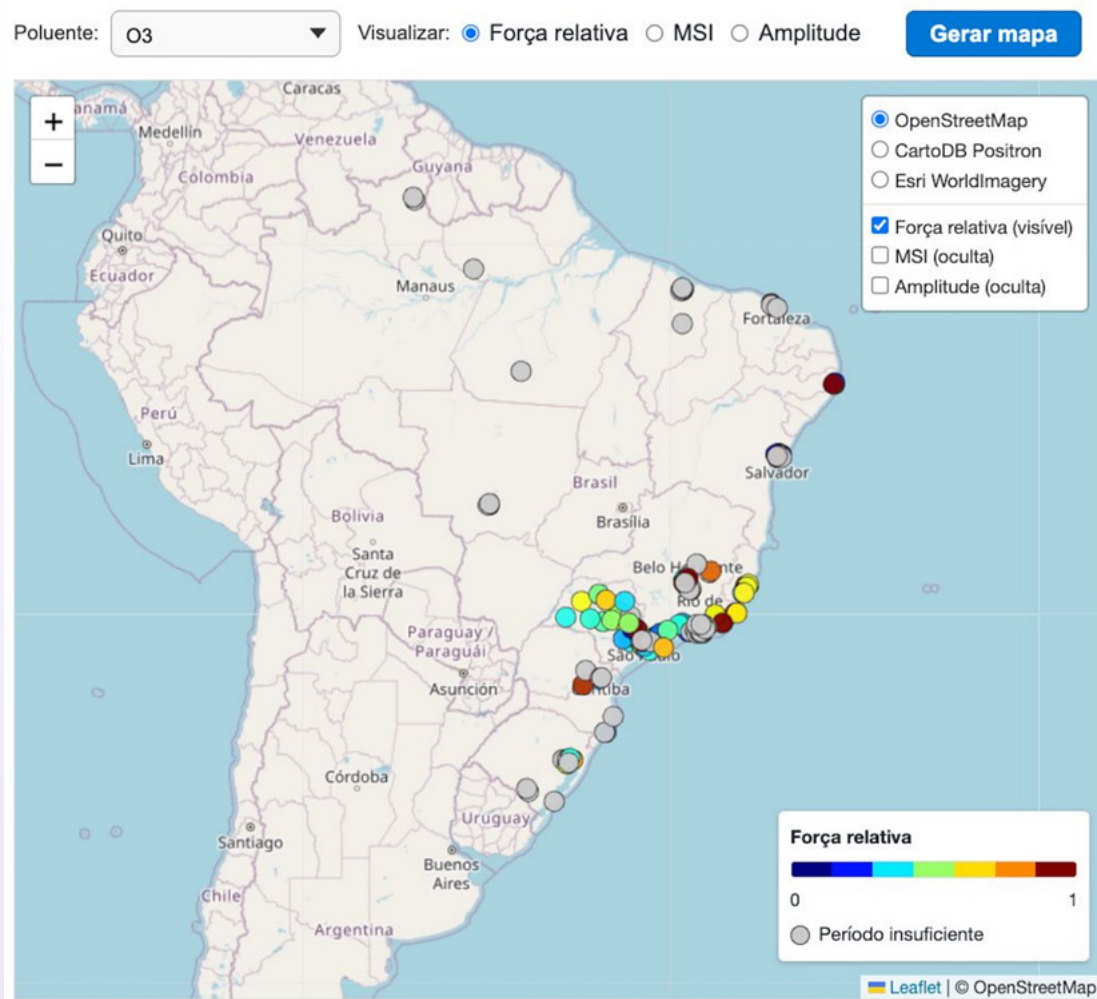 Poluente: O3 Visualizar: Força relativa MSI Amplitude Gerar mapa
+
−
OpenStreetMap
CartoDB Positron
Esri WorldImagery
Força relativa (visível)
MSI (oculta)
Amplitude (oculta)
Caracas
anamá
Medellín
Venezuela
Guyana
Colombia
Quito
Ecuador
Manaus
Fortaleza
Perú
Lima
Salvador
Brasil
Bolivia
Brasília
Santa
Cruz de
la Sierra
Belo H nte
Rio de
Paraguay /
Paraguái
São Paulo
Asunción
tiba
Córdoba
Uruguay
Santiago
Buenos
Aires
Chile
Argentina
Força relativa
0 1
Período insuficiente
Leaflet | © OpenStreetMap